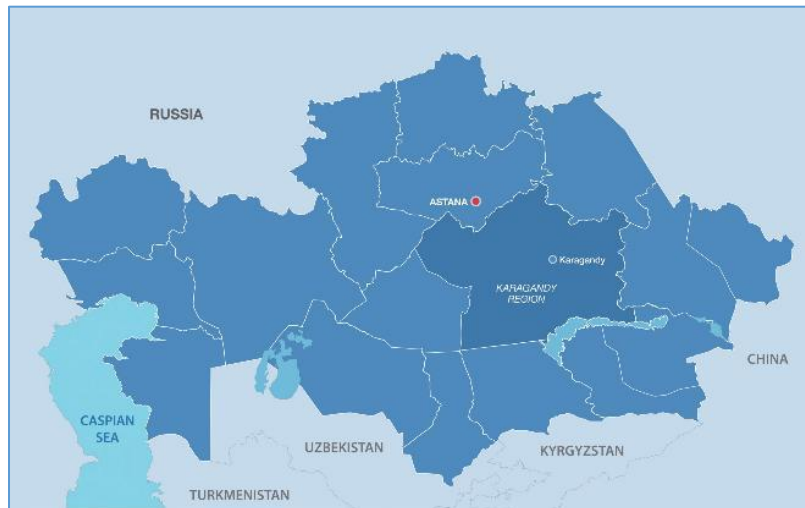 RUSSIA
ASTANA
Karagandy
KARAGANDY
REGION
CHINA
CASPIAN
SEA
UZBEKISTAN
KYRGYZSTAN
TURKMENISTAN